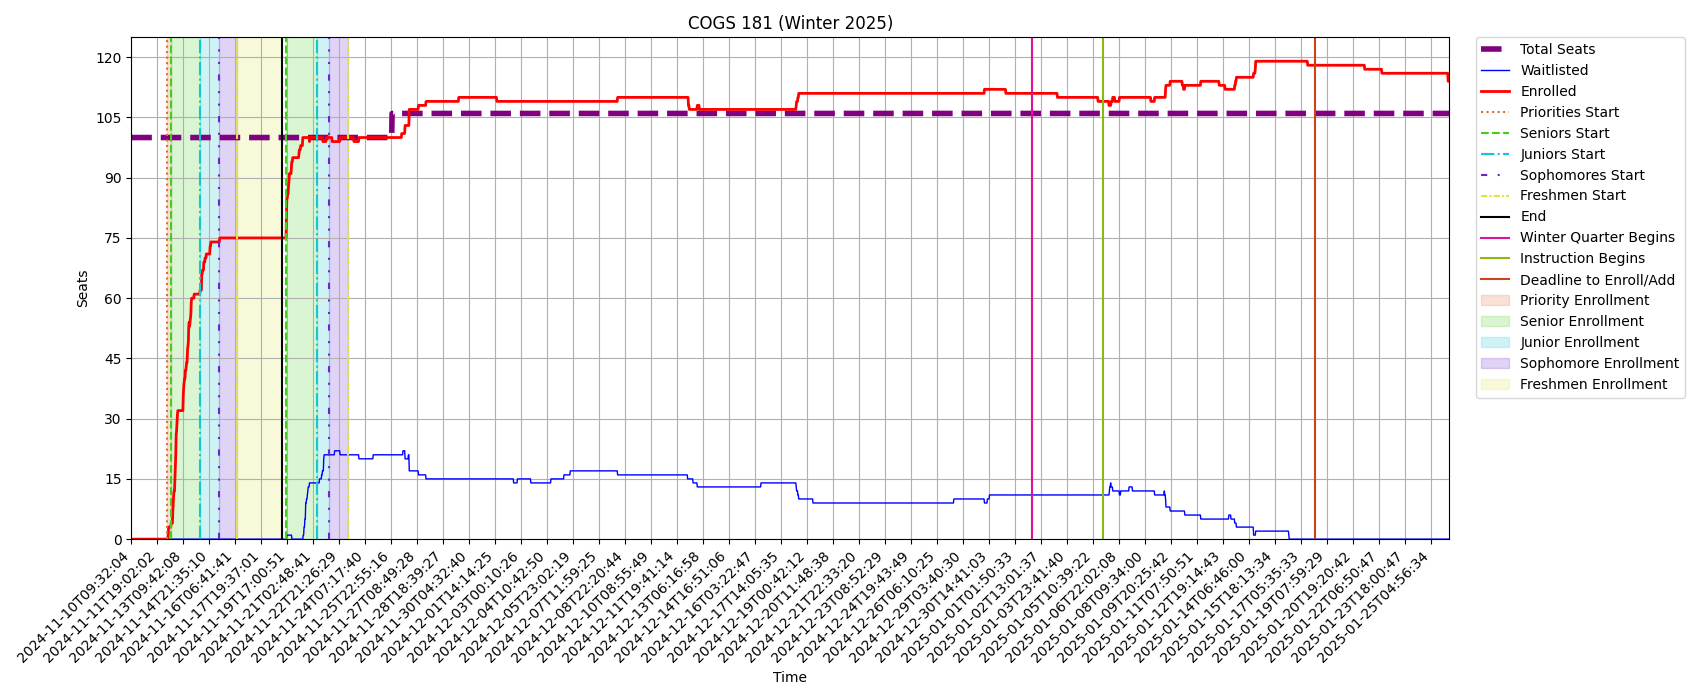 COGS 181 (Winter 2025)
Seats
120
105
90
75
60
45
30
15
0
2024-11-10T09:32:04
2024-11-11T19:02:02
2024-11-13T09:42:08
2024-11-14T21:35:10
2024-11-16T06:41:41
2024-11-17T19:37:01
2024-11-19T17:00:51
2024-11-21T02:48:41
2024-11-22T21:26:29
2024-11-24T07:17:40
2024-11-25T22:55:16
2024-11-27T08:49:28
2024-11-28T18:39:27
2024-11-30T04:32:40
2024-12-01T14:14:25
2024-12-03T00:10:26
2024-12-04T10:42:50
2024-12-05T23:02:19
2024-12-07T11:59:25
2024-12-08T22:20:44
2024-12-10T08:55:49
2024-12-11T19:41:14
2024-12-13T06:16:58
2024-12-14T16:51:06
2024-12-16T03:22:47
2024-12-17T14:05:35
2024-12-19T00:42:12
2024-12-20T11:48:38
2024-12-21T22:33:20
2024-12-23T08:52:29
2024-12-24T19:43:49
2024-12-26T06:10:25
2024-12-29T03:40:30
2024-12-30T14:41:03
2025-01-01T01:50:33
2025-01-02T13:01:37
2025-01-03T23:41:40
2025-01-05T10:39:22
2025-01-06T22:02:08
2025-01-08T09:34:00
2025-01-09T20:25:42
2025-01-11T07:50:51
2025-01-12T19:14:43
2025-01-14T06:46:00
2025-01-15T18:13:34
2025-01-17T05:35:33
2025-01-19T07:59:29
2025-01-20T19:20:42
2025-01-22T06:50:47
2025-01-23T18:00:47
2025-01-25T04:56:34
Time
Total Seats
Waitlisted
Enrolled
Priorities Start
Seniors Start
Juniors Start
Sophomores Start
Freshmen Start
End
Winter Quarter Begins
Instruction Begins
Deadline to Enroll/Add
Priority Enrollment
Senior Enrollment
Junior Enrollment
Sophomore Enrollment
Freshmen Enrollment